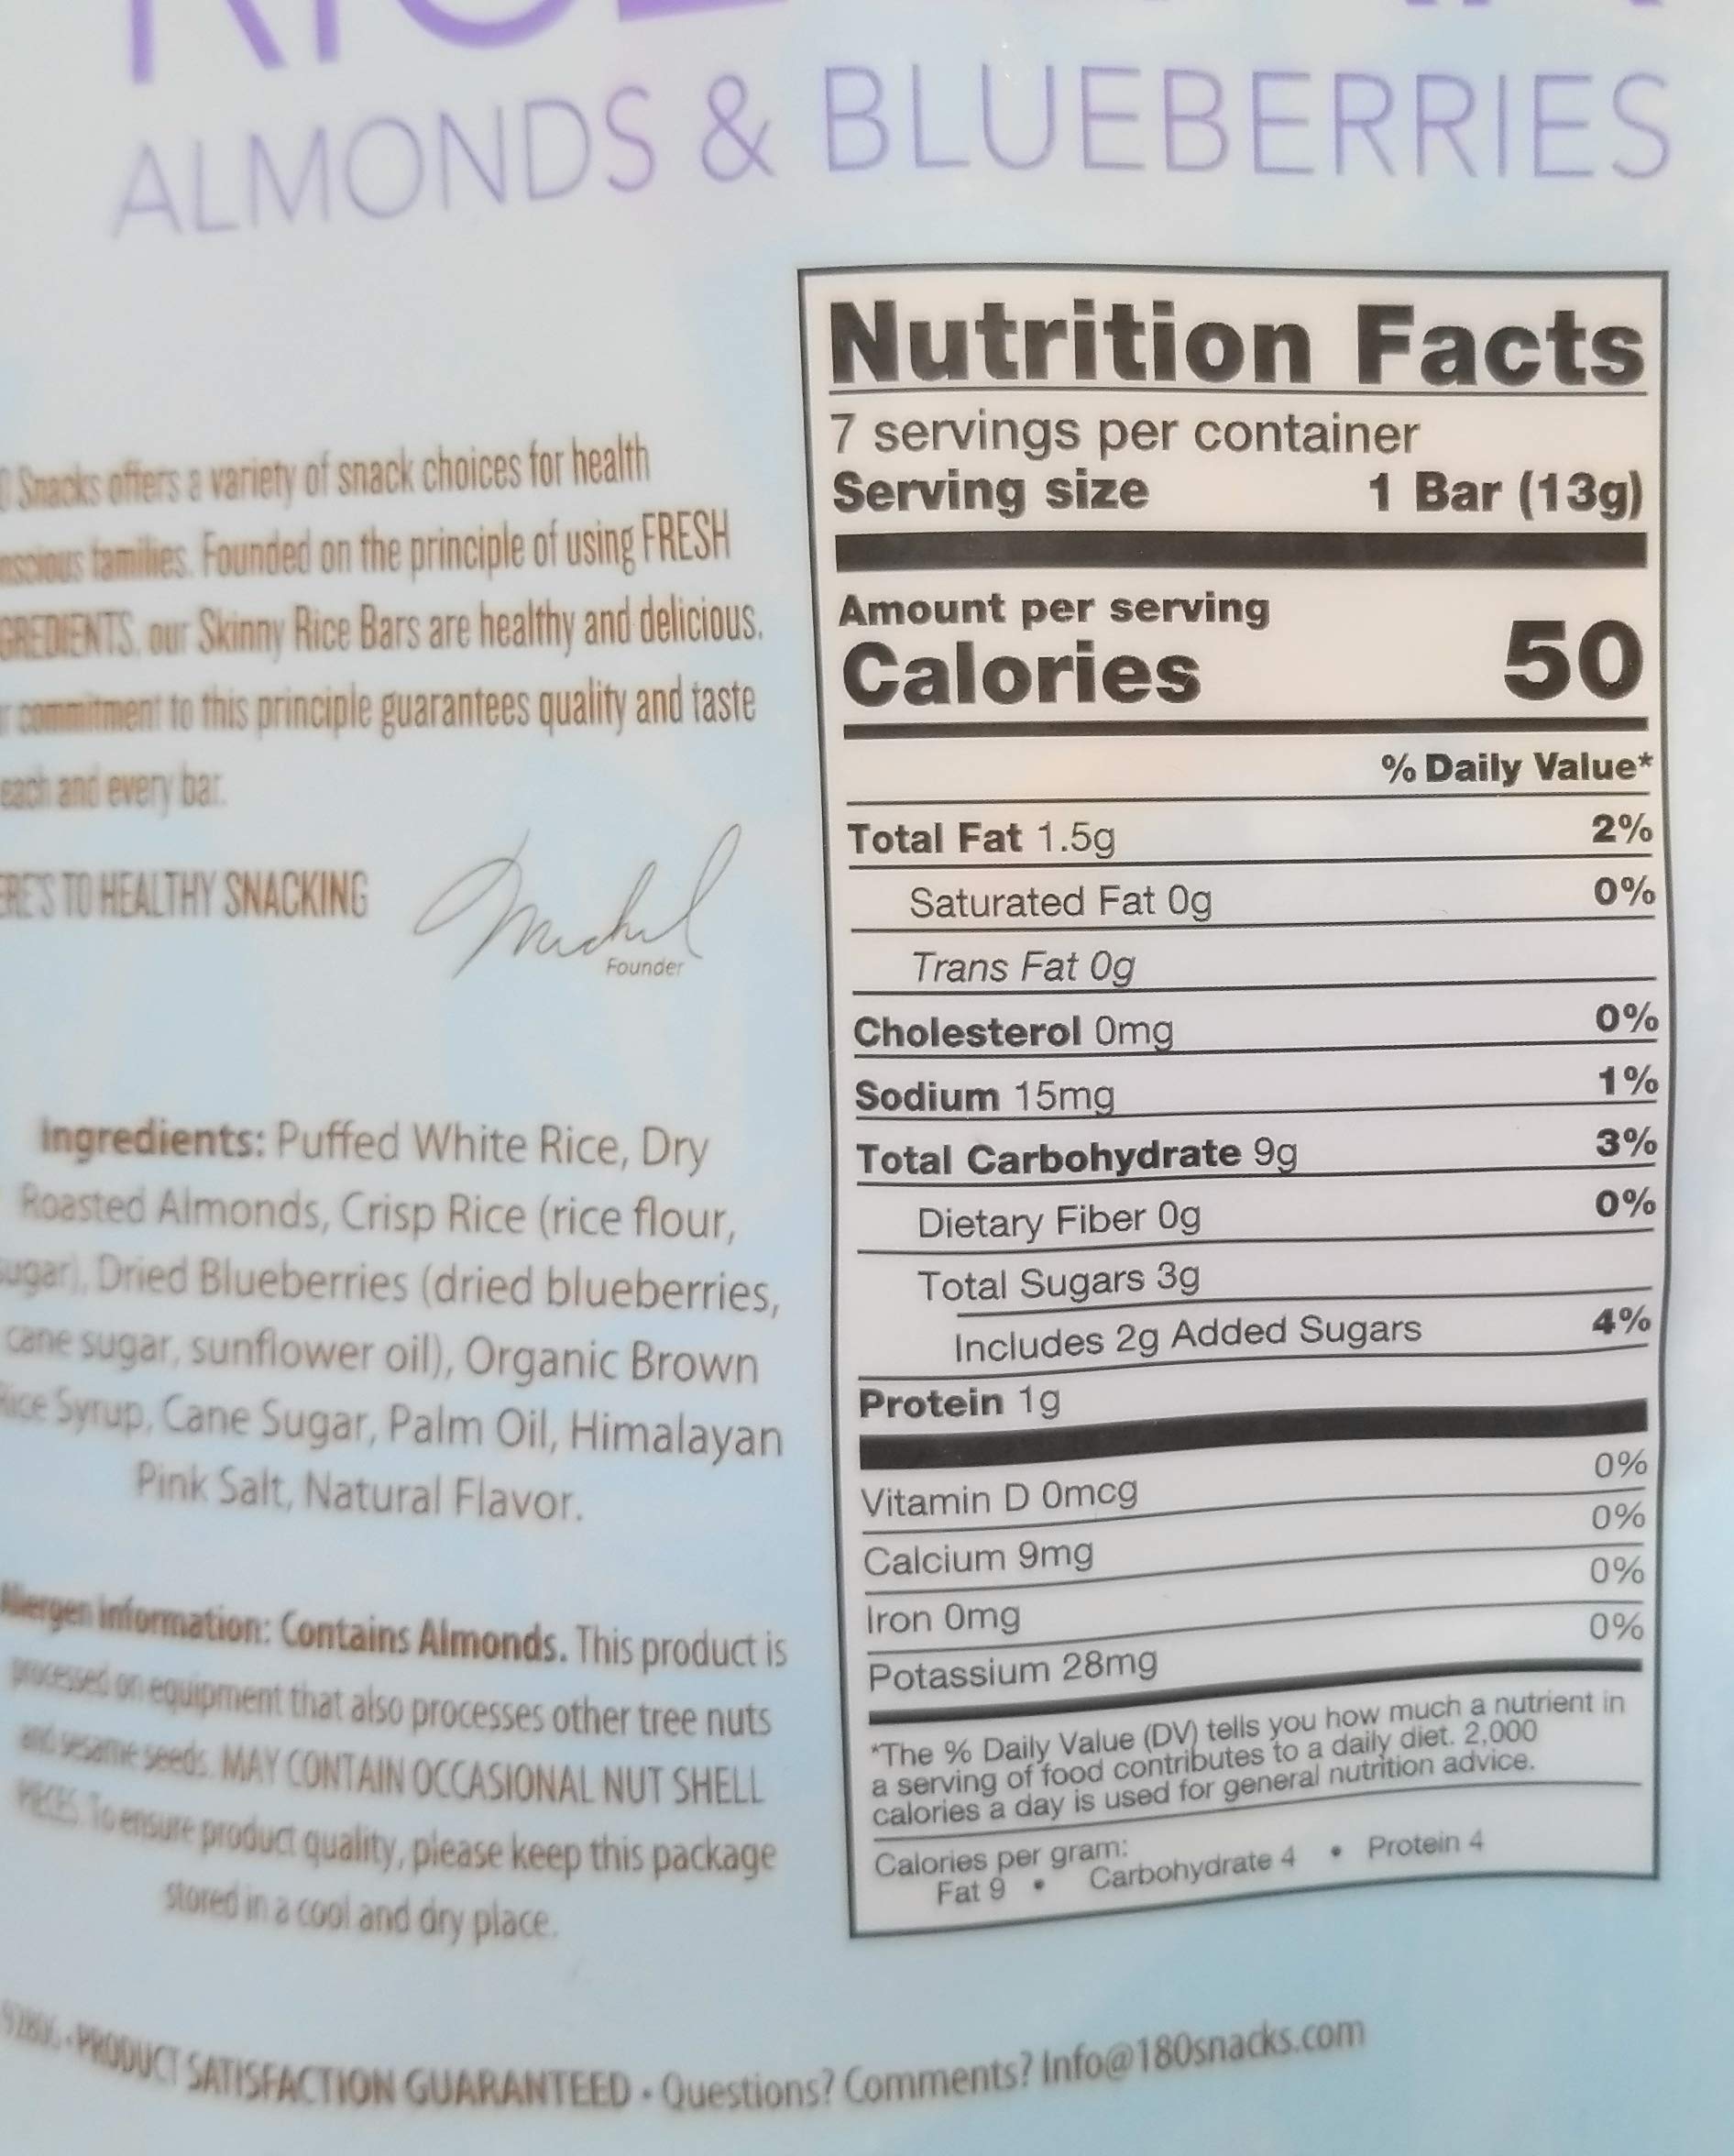 ALMONDS & BLUEBERRIES
Snacks offers a variety of snack choices for health
families. Founded on the principle of using FRESH
our Skinny Rice Bars are healthy and delicious.
commitment to this principle guarantees quality and taste
each and every bar.
TO HEALTHY SNACKING
Michel
Founder
Ingredients: Puffed White Rice, Dry
Roasted Almonds, Crisp Rice (rice flour,
sugar), Dried Blueberries (dried blueberries,
cane sugar, sunflower oil), Organic Brown
Rice Syrup, Cane Sugar, Palm Oil, Himalayan
Pink Salt, Natural Flavor.
Allergen Information: Contains Almonds. This product is
processed on equipment that also processes other tree nuts
and sesame seeds. MAY CONTAIN OCCASIONAL NUT SHELL
PIECES. To ensure product quality, please keep this package
stored in a cool and dry place.
Nutrition Facts
7 servings per container
Serving size 1 Bar (13g)
Amount per serving
Calories 50
% Daily Value*
Total Fat 1.5g 2%
Saturated Fat 0g 0%
Trans Fat 0g
Cholesterol 0mg 0%
Sodium 15mg 1%
Total Carbohydrate 9g 3%
Dietary Fiber 0g 0%
Total Sugars 3g
Includes 2g Added Sugars 4%
Protein 1g
Vitamin D 0mcg 0%
Calcium 9mg 0%
Iron 0mg 0%
Potassium 28mg 0%
*The % Daily Value (DV) tells you how much a nutrient in
a serving of food contributes to a daily diet. 2,000
calories a day is used for general nutrition advice.
Calories per gram:
Fat 9 • Carbohydrate 4 • Protein 4
PRODUCT SATISFACTION GUARANTEED • Questions? Comments? Info@180snacks.com